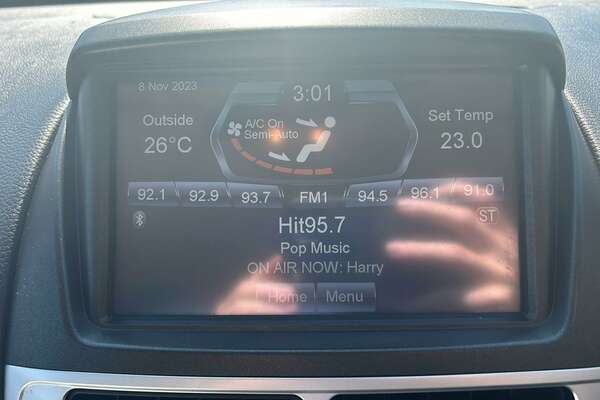 8 Nov 2023
3:01
Outside
26°C
A/C On
Semi-Auto
Set Temp
23.0
92.1 92.9 93.7 FM1 94.5 96.1 91.0
Hit95.7
ST
Pop Music
ON AIR NOW: Harry
Home Menu